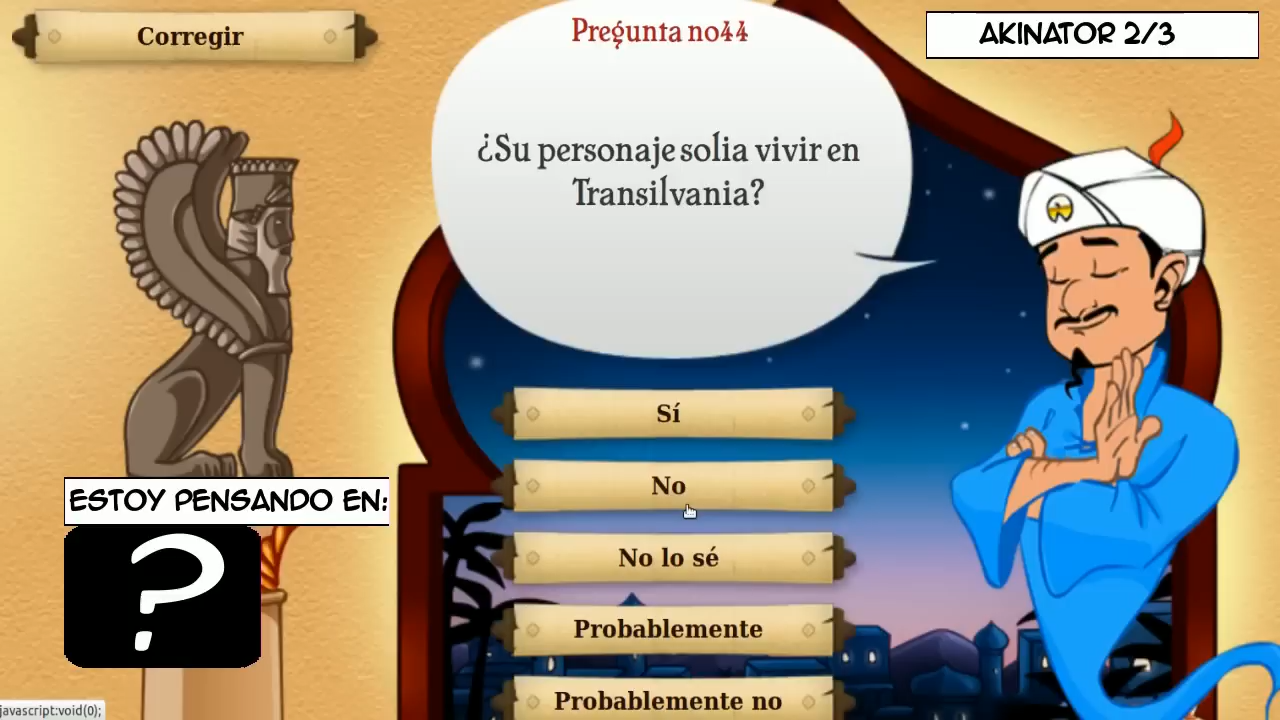 Corregir
Pregunta no44
AKINATOR 2/3
¿Su personaje solia vivir en
Transilvania?
Sí
No
ESTOY PENSANDO EN:
?
No lo sé
Probablemente
Probablemente no
javascript:void(0);